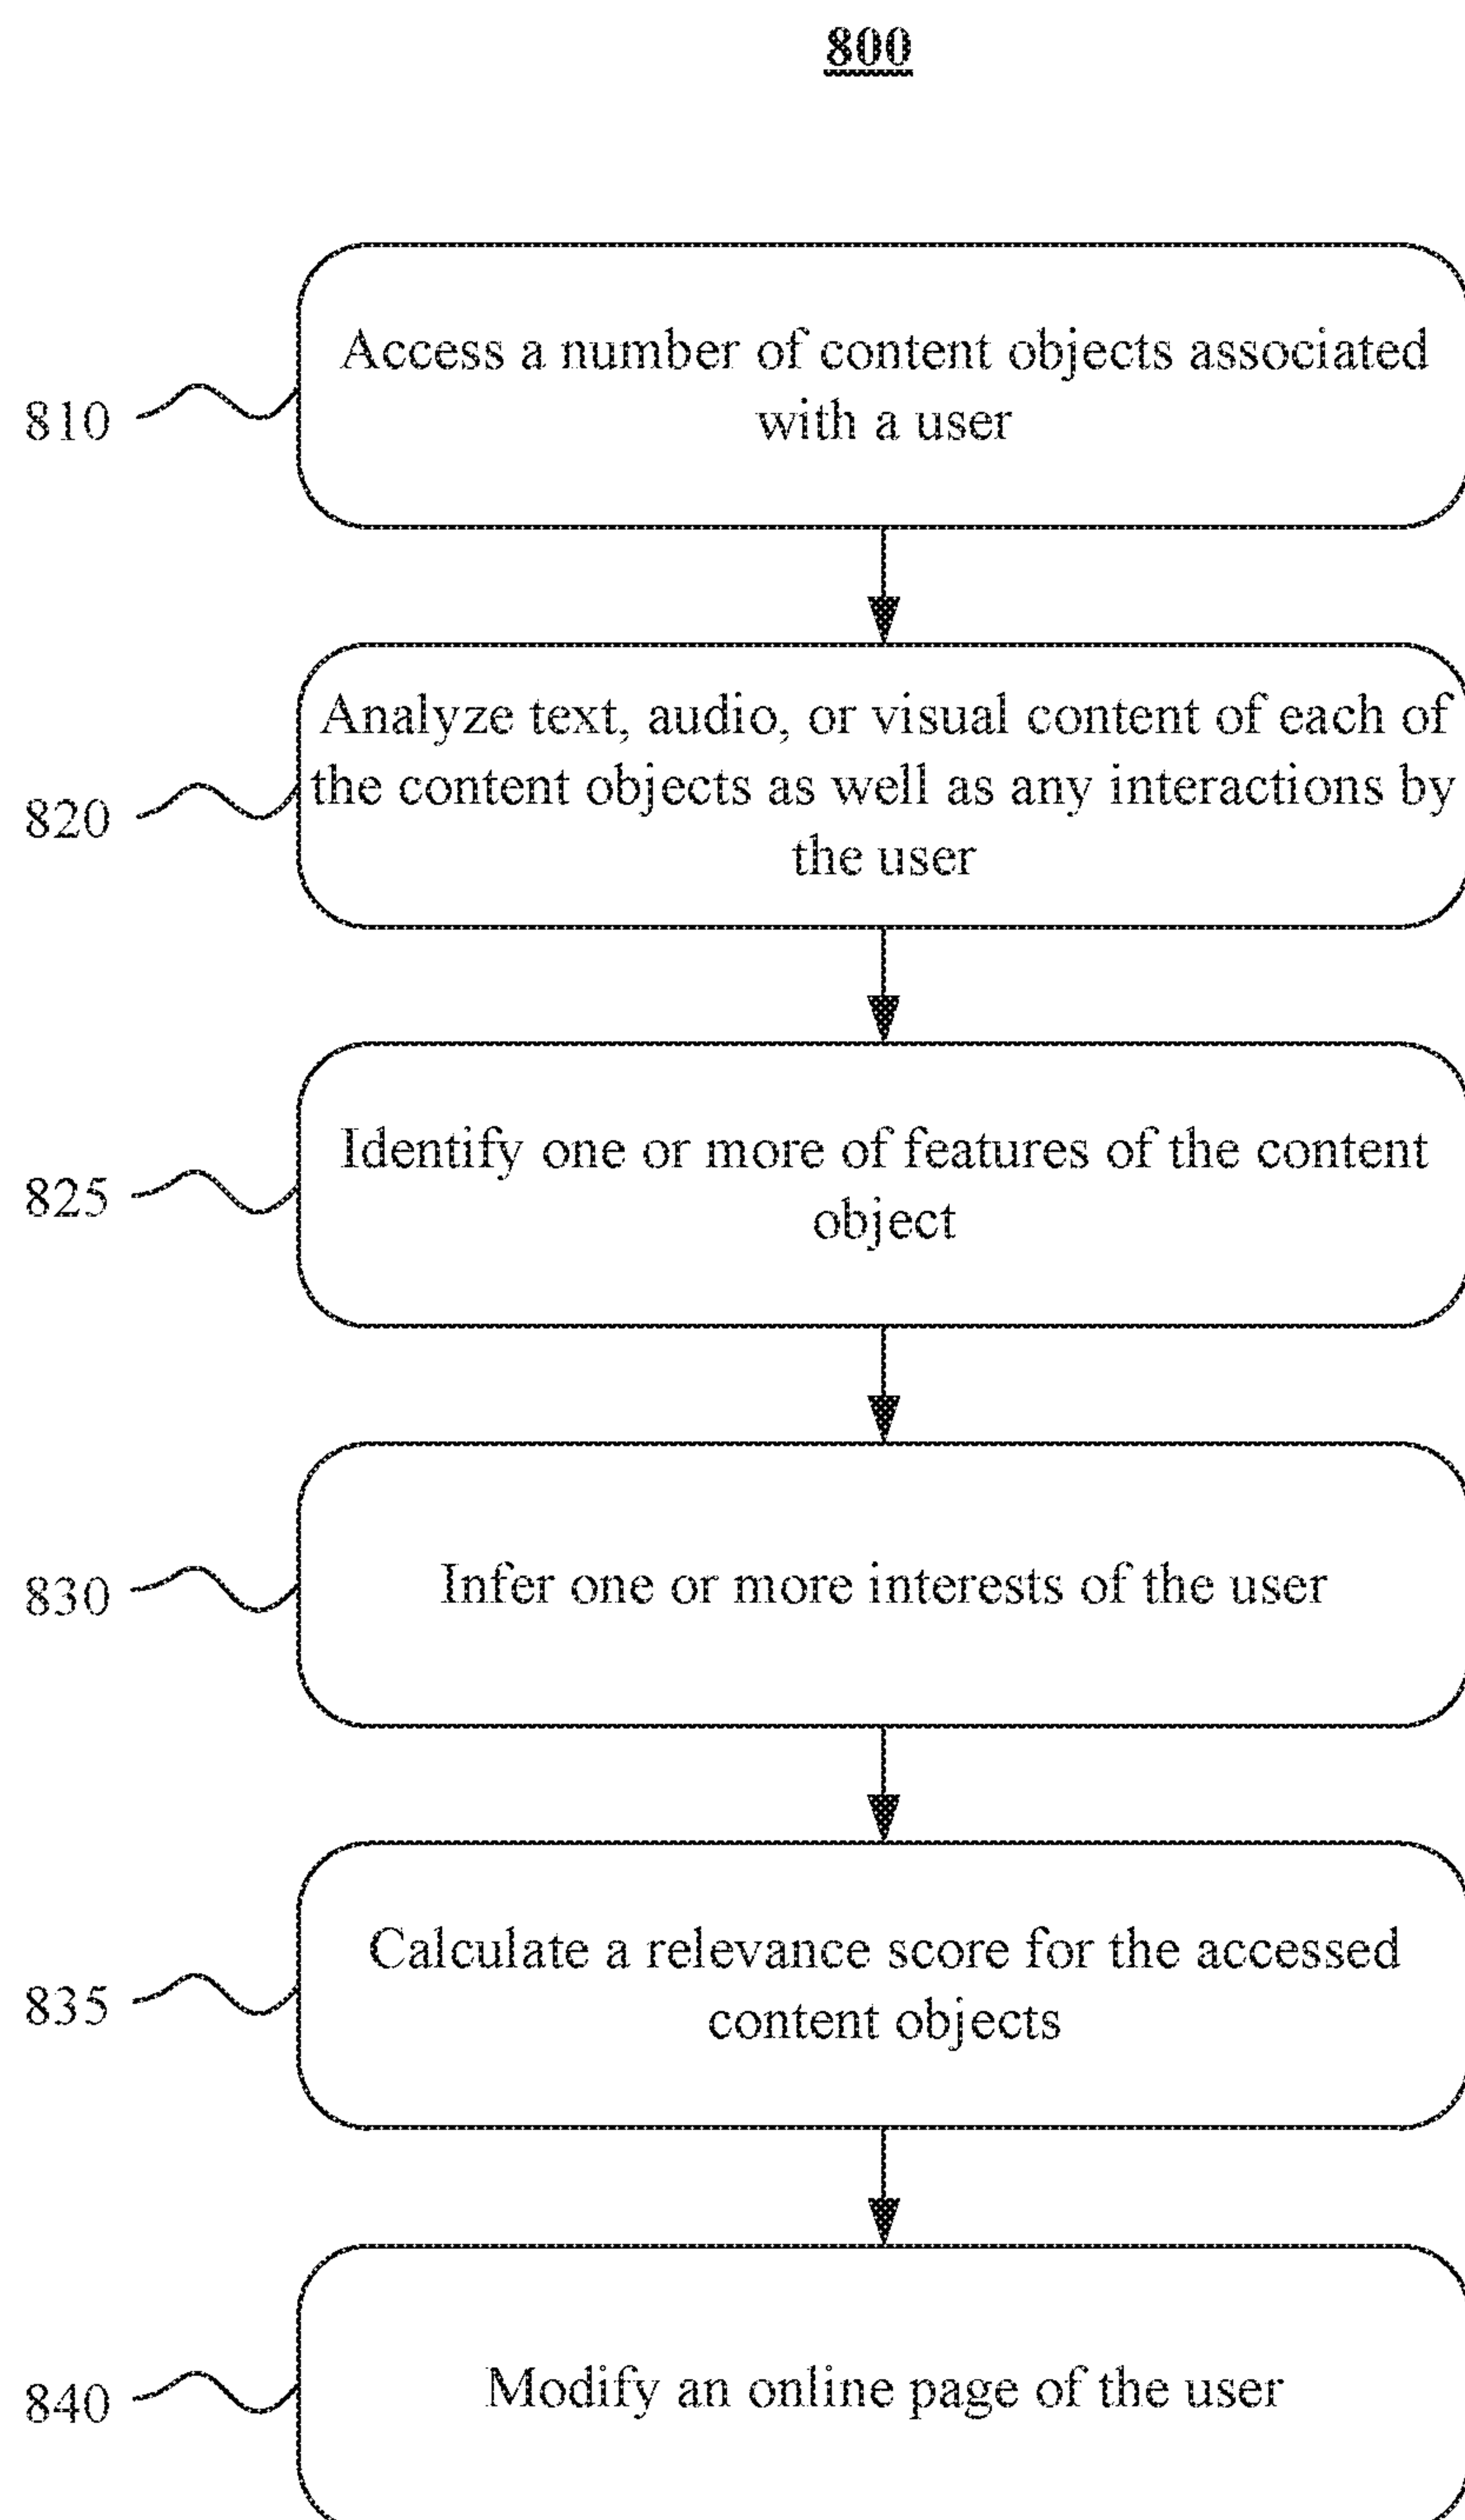 800
Access a number of content objects associated
with a user
810
Analyze text, audio, or visual content of each of
the content objects as well as any interactions by
the user
820
Identify one or more of features of the content
object
825
Infer one or more interests of the user
830
Calculate a relevance score for the accessed
content objects
835
Modify an online page of the user
840